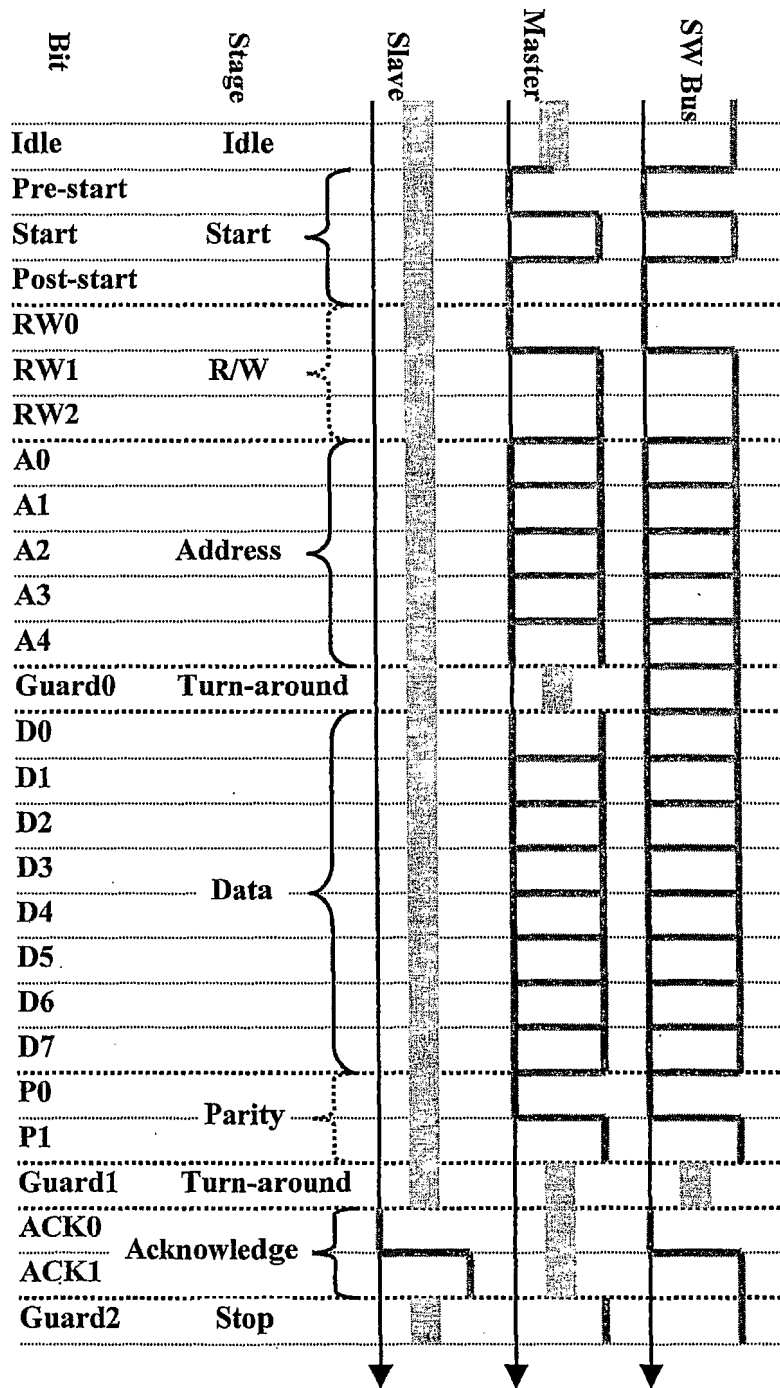 Bit Stage Slave Master SW Bus
Idle Idle
Pre-start
Start Start
Post-start
RW0
RW1 R/W
RW2
A0
A1
A2 Address
A3
A4
Guard0 Turn-around
D0
D1
D2
D3
Data
D4
D5
D6
D7
P0
Parity
P1
Guard1 Turn-around
ACK0
Acknowledge
ACK1
Guard2 Stop